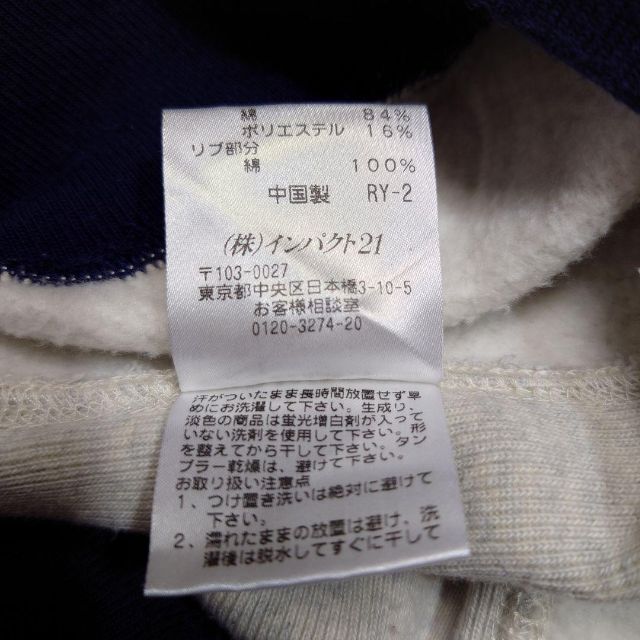 綿 84%
ポリエステル 16%
リブ部分
綿 100%
中国製 RY-2
(株)インパクト21
〒103-0027
東京都中央区日本橋3-10-5
お客様相談室
0120-3274-20
汗がついたまま長時間放置せず早
めにお洗濯して下さい。生成りや
淡色の商品は蛍光増白剤が入って
いない洗剤を使用して下さい。形
を整えてから干して下さい。タン
ブラー乾燥は、避けて下さい。
お取り扱い注意点
1、つけ置き洗いは絶対に避けて
下さい。
2、濡れたままの放置は避け、洗
濯後は脱水してすぐに干して